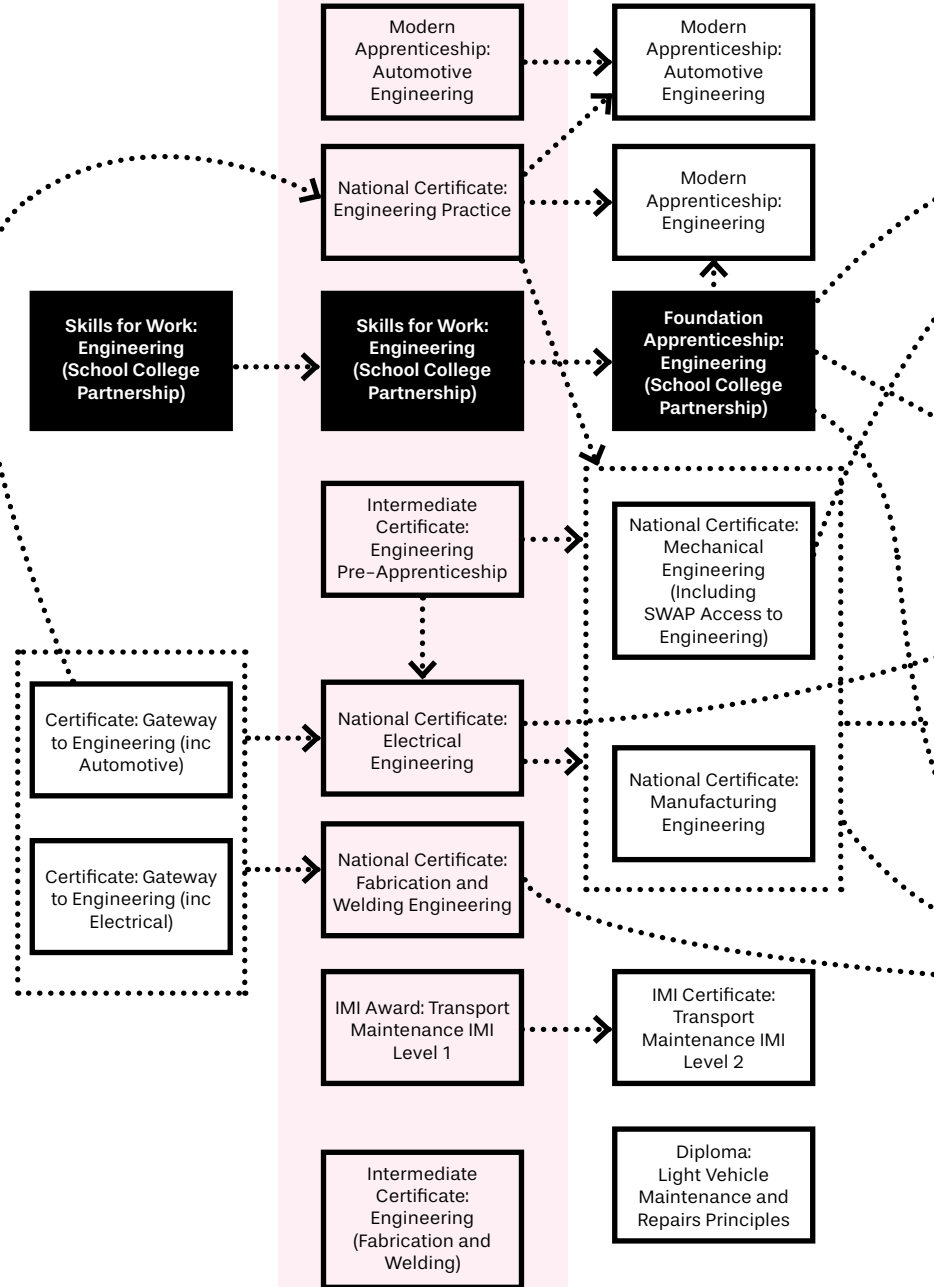 Modern
Apprenticeship:
Automotive
Engineering
Modern
Apprenticeship:
Automotive
Engineering
National Certificate:
Engineering Practice
Modern
Apprenticeship:
Engineering
Skills for Work:
Engineering
(School College
Partnership)
Skills for Work:
Engineering
(School College
Partnership)
Foundation
Apprenticeship:
Engineering
(School College
Partnership)
Intermediate
Certificate:
Engineering
Pre-Apprenticeship
National Certificate:
Mechanical
Engineering
(Including
SWAP Access to
Engineering)
Certificate: Gateway
to Engineering (inc
Automotive)
National Certificate:
Electrical
Engineering
National Certificate:
Manufacturing
Engineering
Certificate: Gateway
to Engineering (inc
Electrical)
National Certificate:
Fabrication and
Welding Engineering
IMI Award: Transport
Maintenance IMI
Level 1
IMI Certificate:
Transport
Maintenance IMI
Level 2
Intermediate
Certificate:
Engineering
(Fabrication and
Welding)
Diploma:
Light Vehicle
Maintenance and
Repairs Principles